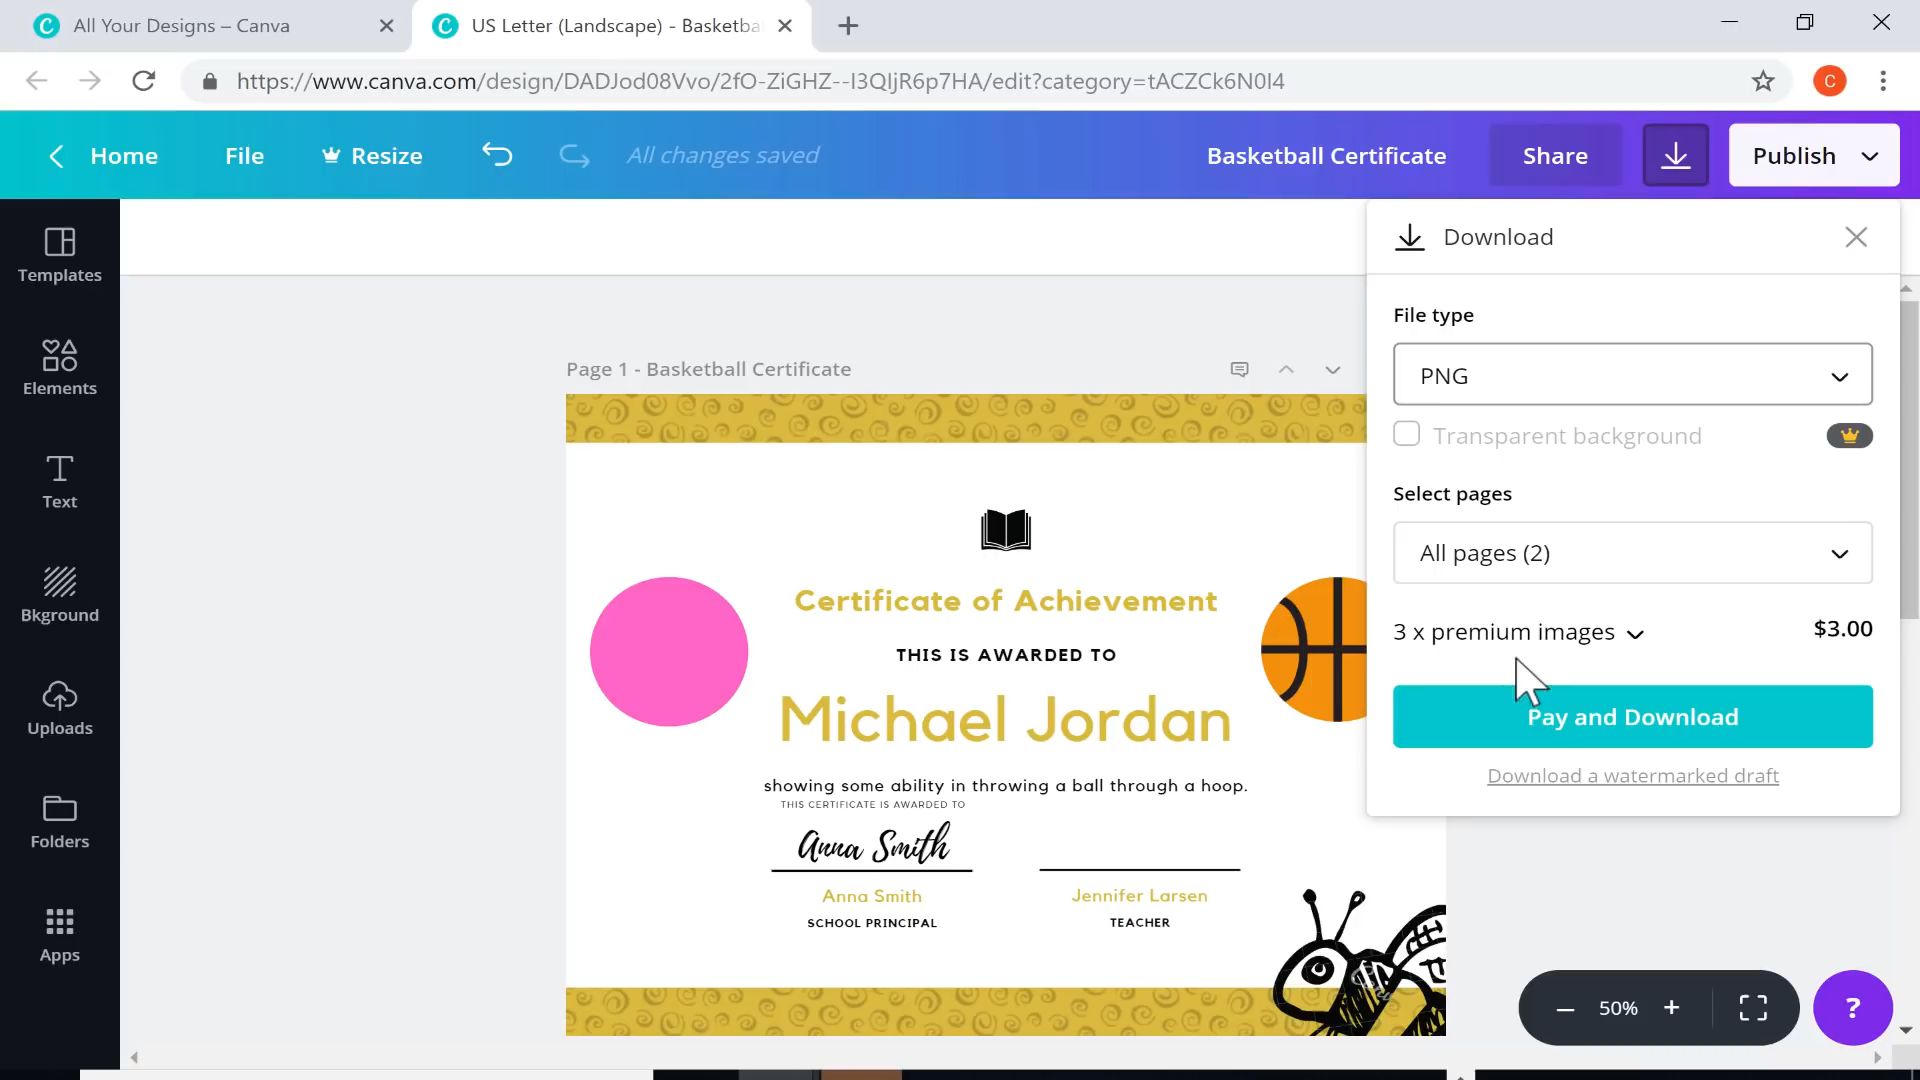 All Your Designs – Canva
US Letter (Landscape) - Basketba
https://www.canva.com/design/DADJod08Vvo/2fO-ZiGHZ--I3QIjR6p7HA/edit?category=tACZCk6N0I4
C
Home
File
Resize
All changes saved
Basketball Certificate
Share
Publish
Templates
Elements
Text
Bkground
Uploads
Folders
Apps
Page 1 - Basketball Certificate
Certificate of Achievement
THIS IS AWARDED TO
Michael Jordan
showing some ability in throwing a ball through a hoop.
THIS CERTIFICATE IS AWARDED TO
Anna Smith
Anna Smith
SCHOOL PRINCIPAL
Jennifer Larsen
TEACHER
Download
File type
PNG
Transparent background
Select pages
All pages (2)
3 x premium images
$3.00
Pay and Download
Download a watermarked draft
50%
?